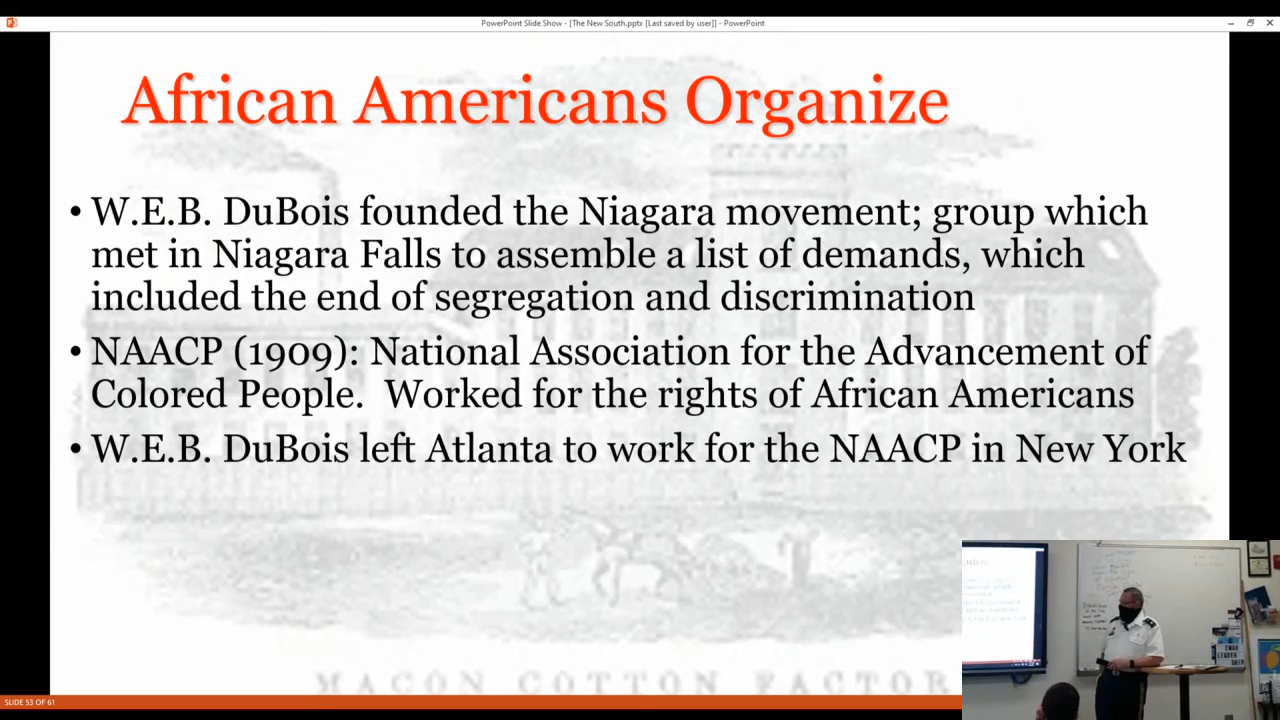 PowerPoint Slide Show - [The New South.pptx [Last saved by user]] - PowerPoint
African Americans Organize
• W.E.B. DuBois founded the Niagara movement; group which
met in Niagara Falls to assemble a list of demands, which
included the end of segregation and discrimination
• NAACP (1909): National Association for the Advancement of
Colored People.  Worked for the rights of African Americans
• W.E.B. DuBois left Atlanta to work for the NAACP in New York
SLIDE 53 OF 61